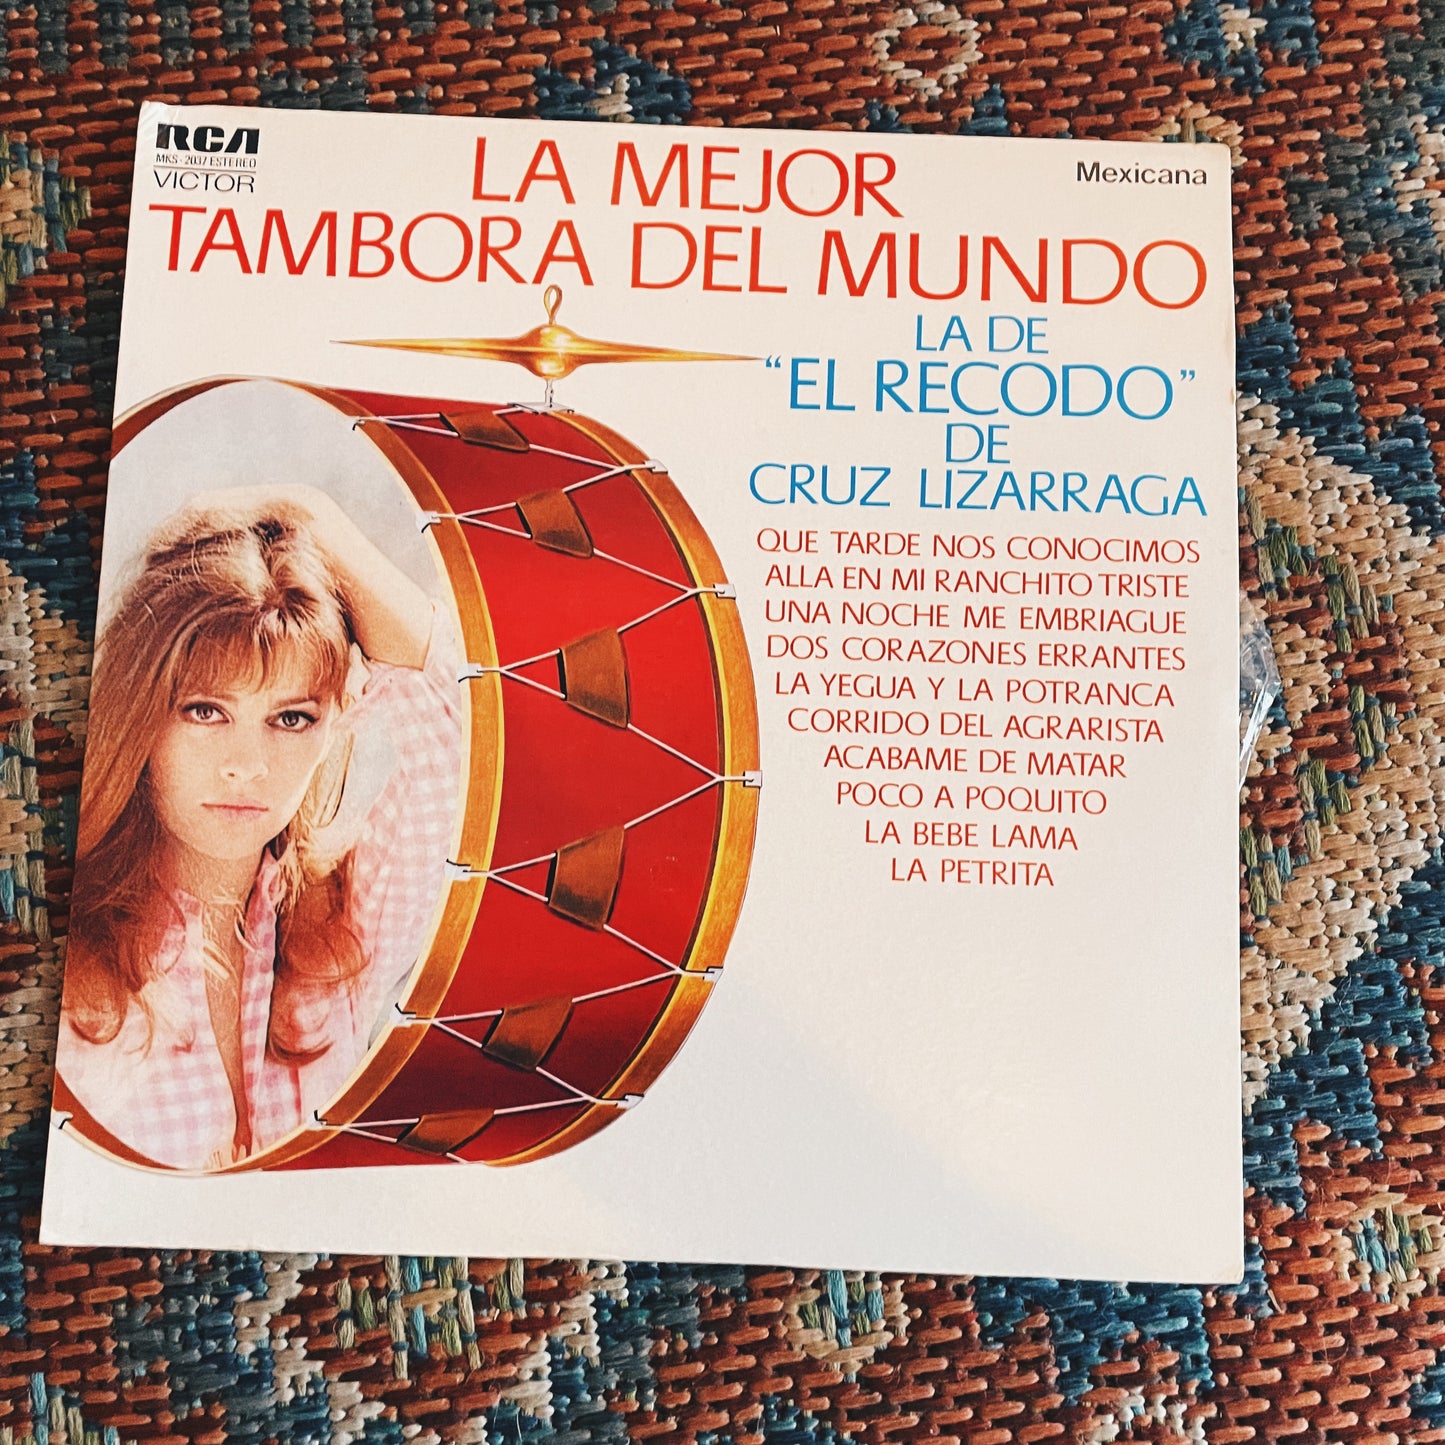 RCA
MKS-2037 ESTEREO
VICTOR
Mexicana
LA MEJOR
TAMBORA DEL MUNDO
LA DE
"EL RECODO"
DE
CRUZ LIZARRAGA
QUE TARDE NOS CONOCIMOS
ALLA EN MI RANCHITO TRISTE
UNA NOCHE ME EMBRIAGUE
DOS CORAZONES ERRANTES
LA YEGUA Y LA POTRANCA
CORRIDO DEL AGRARISTA
ACABAME DE MATAR
POCO A POQUITO
LA BEBE LAMA
LA PETRITA